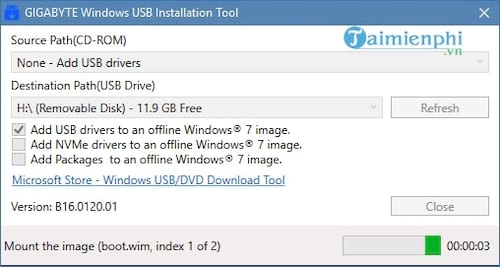 GIGABYTE Windows USB Installation Tool
Source Path(CD-ROM)
Taimienphi
.vn
None - Add USB drivers
Destination Path(USB Drive)
H:\ (Removable Disk) - 11.9 GB Free
Refresh
Add USB drivers to an offline Windows® 7 image.
Add NVMe drivers to an offline Windows® 7 image.
Add Packages to an offline Windows® 7 image.
Microsoft Store - Windows USB/DVD Download Tool
Version: B16.0120.01
Close
Mount the image (boot.wim, index 1 of 2)
00:00:03